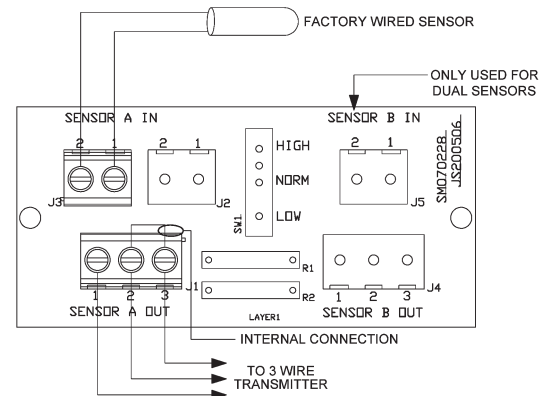 FACTORY WIRED SENSOR
ONLY USED FOR
DUAL SENSORS
SENSOR A IN
SENSOR B IN
2 1
2 1
2 1
HIGH
NORM
LOW
SW1
J3
J2
J5
SM070228
JS200506
R1
R2
J1
J4
1 2 3
1 2 3
SENSOR A OUT
SENSOR B OUT
LAYER1
INTERNAL CONNECTION
TO 3 WIRE
TRANSMITTER